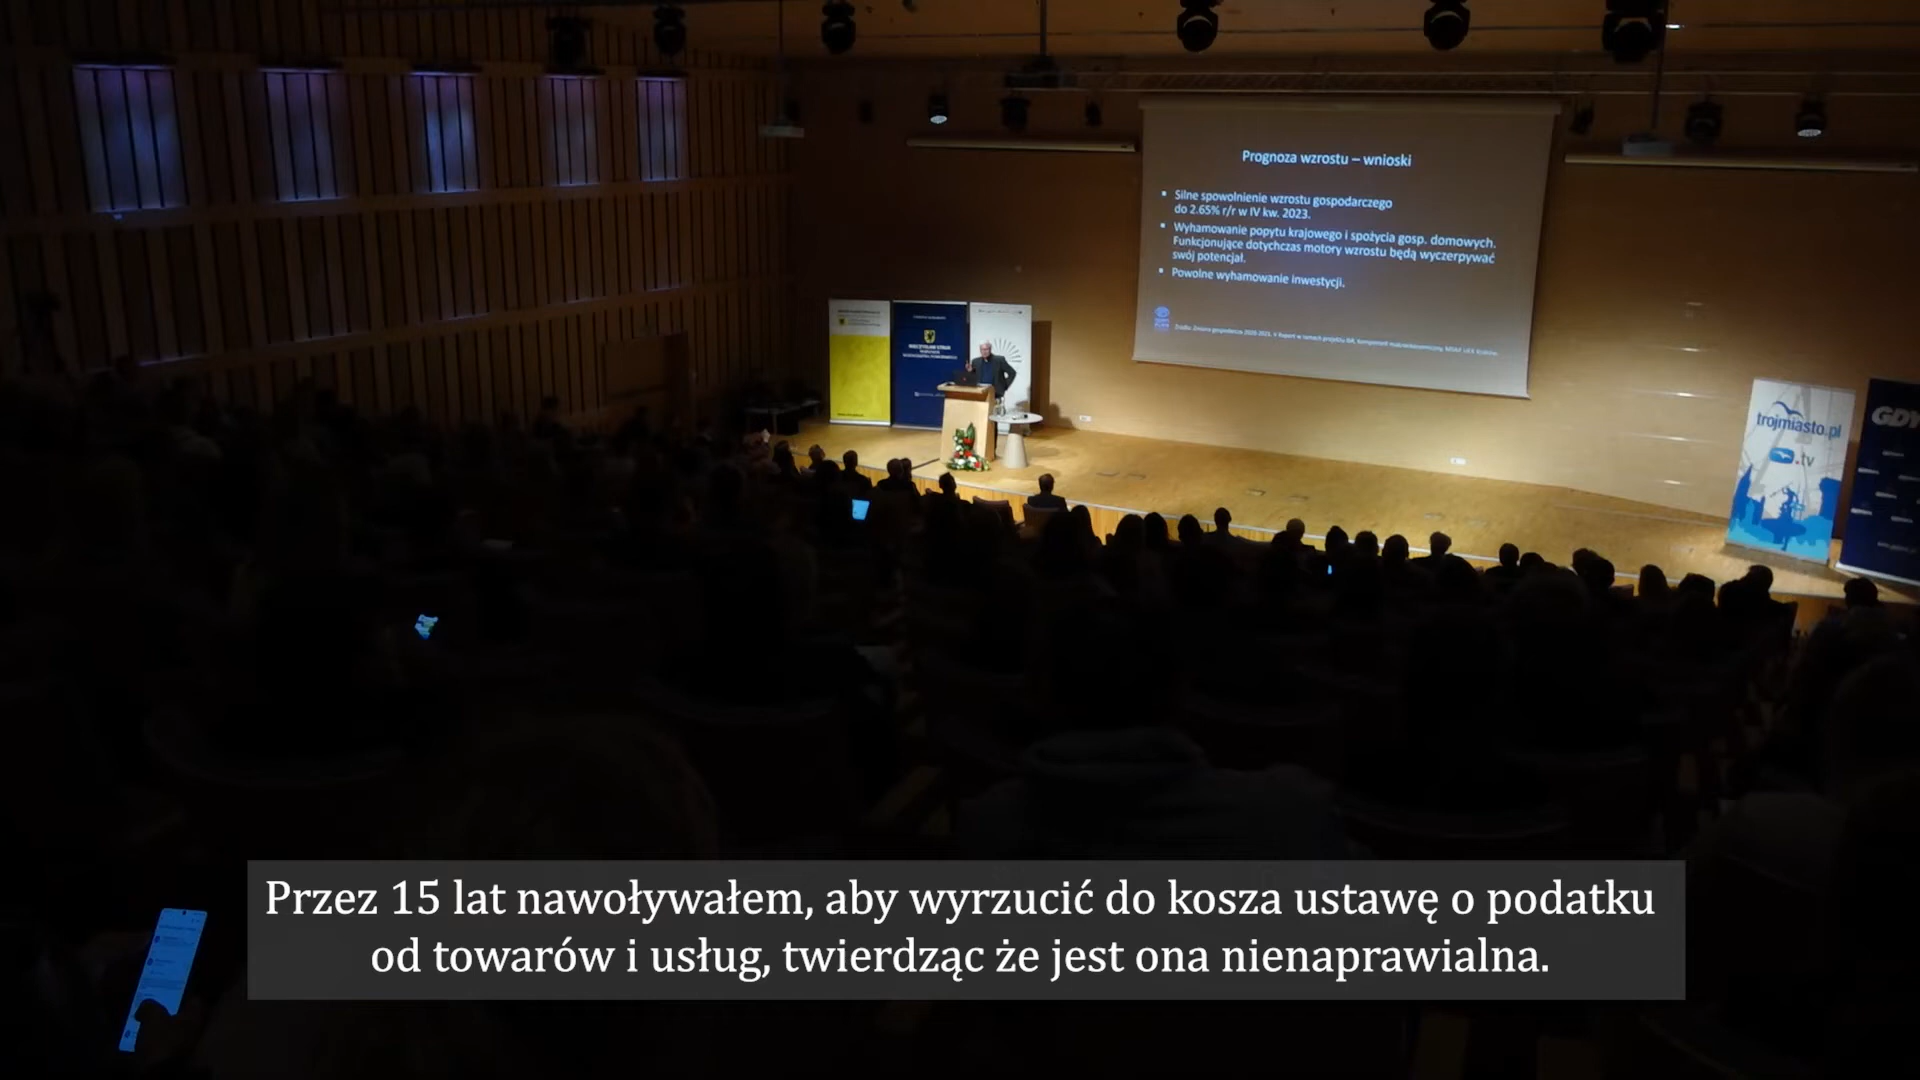 Prognoza wzrostu – wnioski
▪ Silne spowolnienie wzrostu gospodarczego
do 2.65% r/r w IV kw. 2023.
▪ Wyhamowanie popytu krajowego i spożycia gosp. domowych.
Funkcjonujące dotychczas motory wzrostu będą wyczerpywać
swój potencjał.
▪ Powolne wyhamowanie inwestycji.
trojmiasto.pl
.tv
GDY
Przez 15 lat nawoływałem, aby wyrzucić do kosza ustawę o podatku
od towarów i usług, twierdząc że jest ona nienaprawialna.